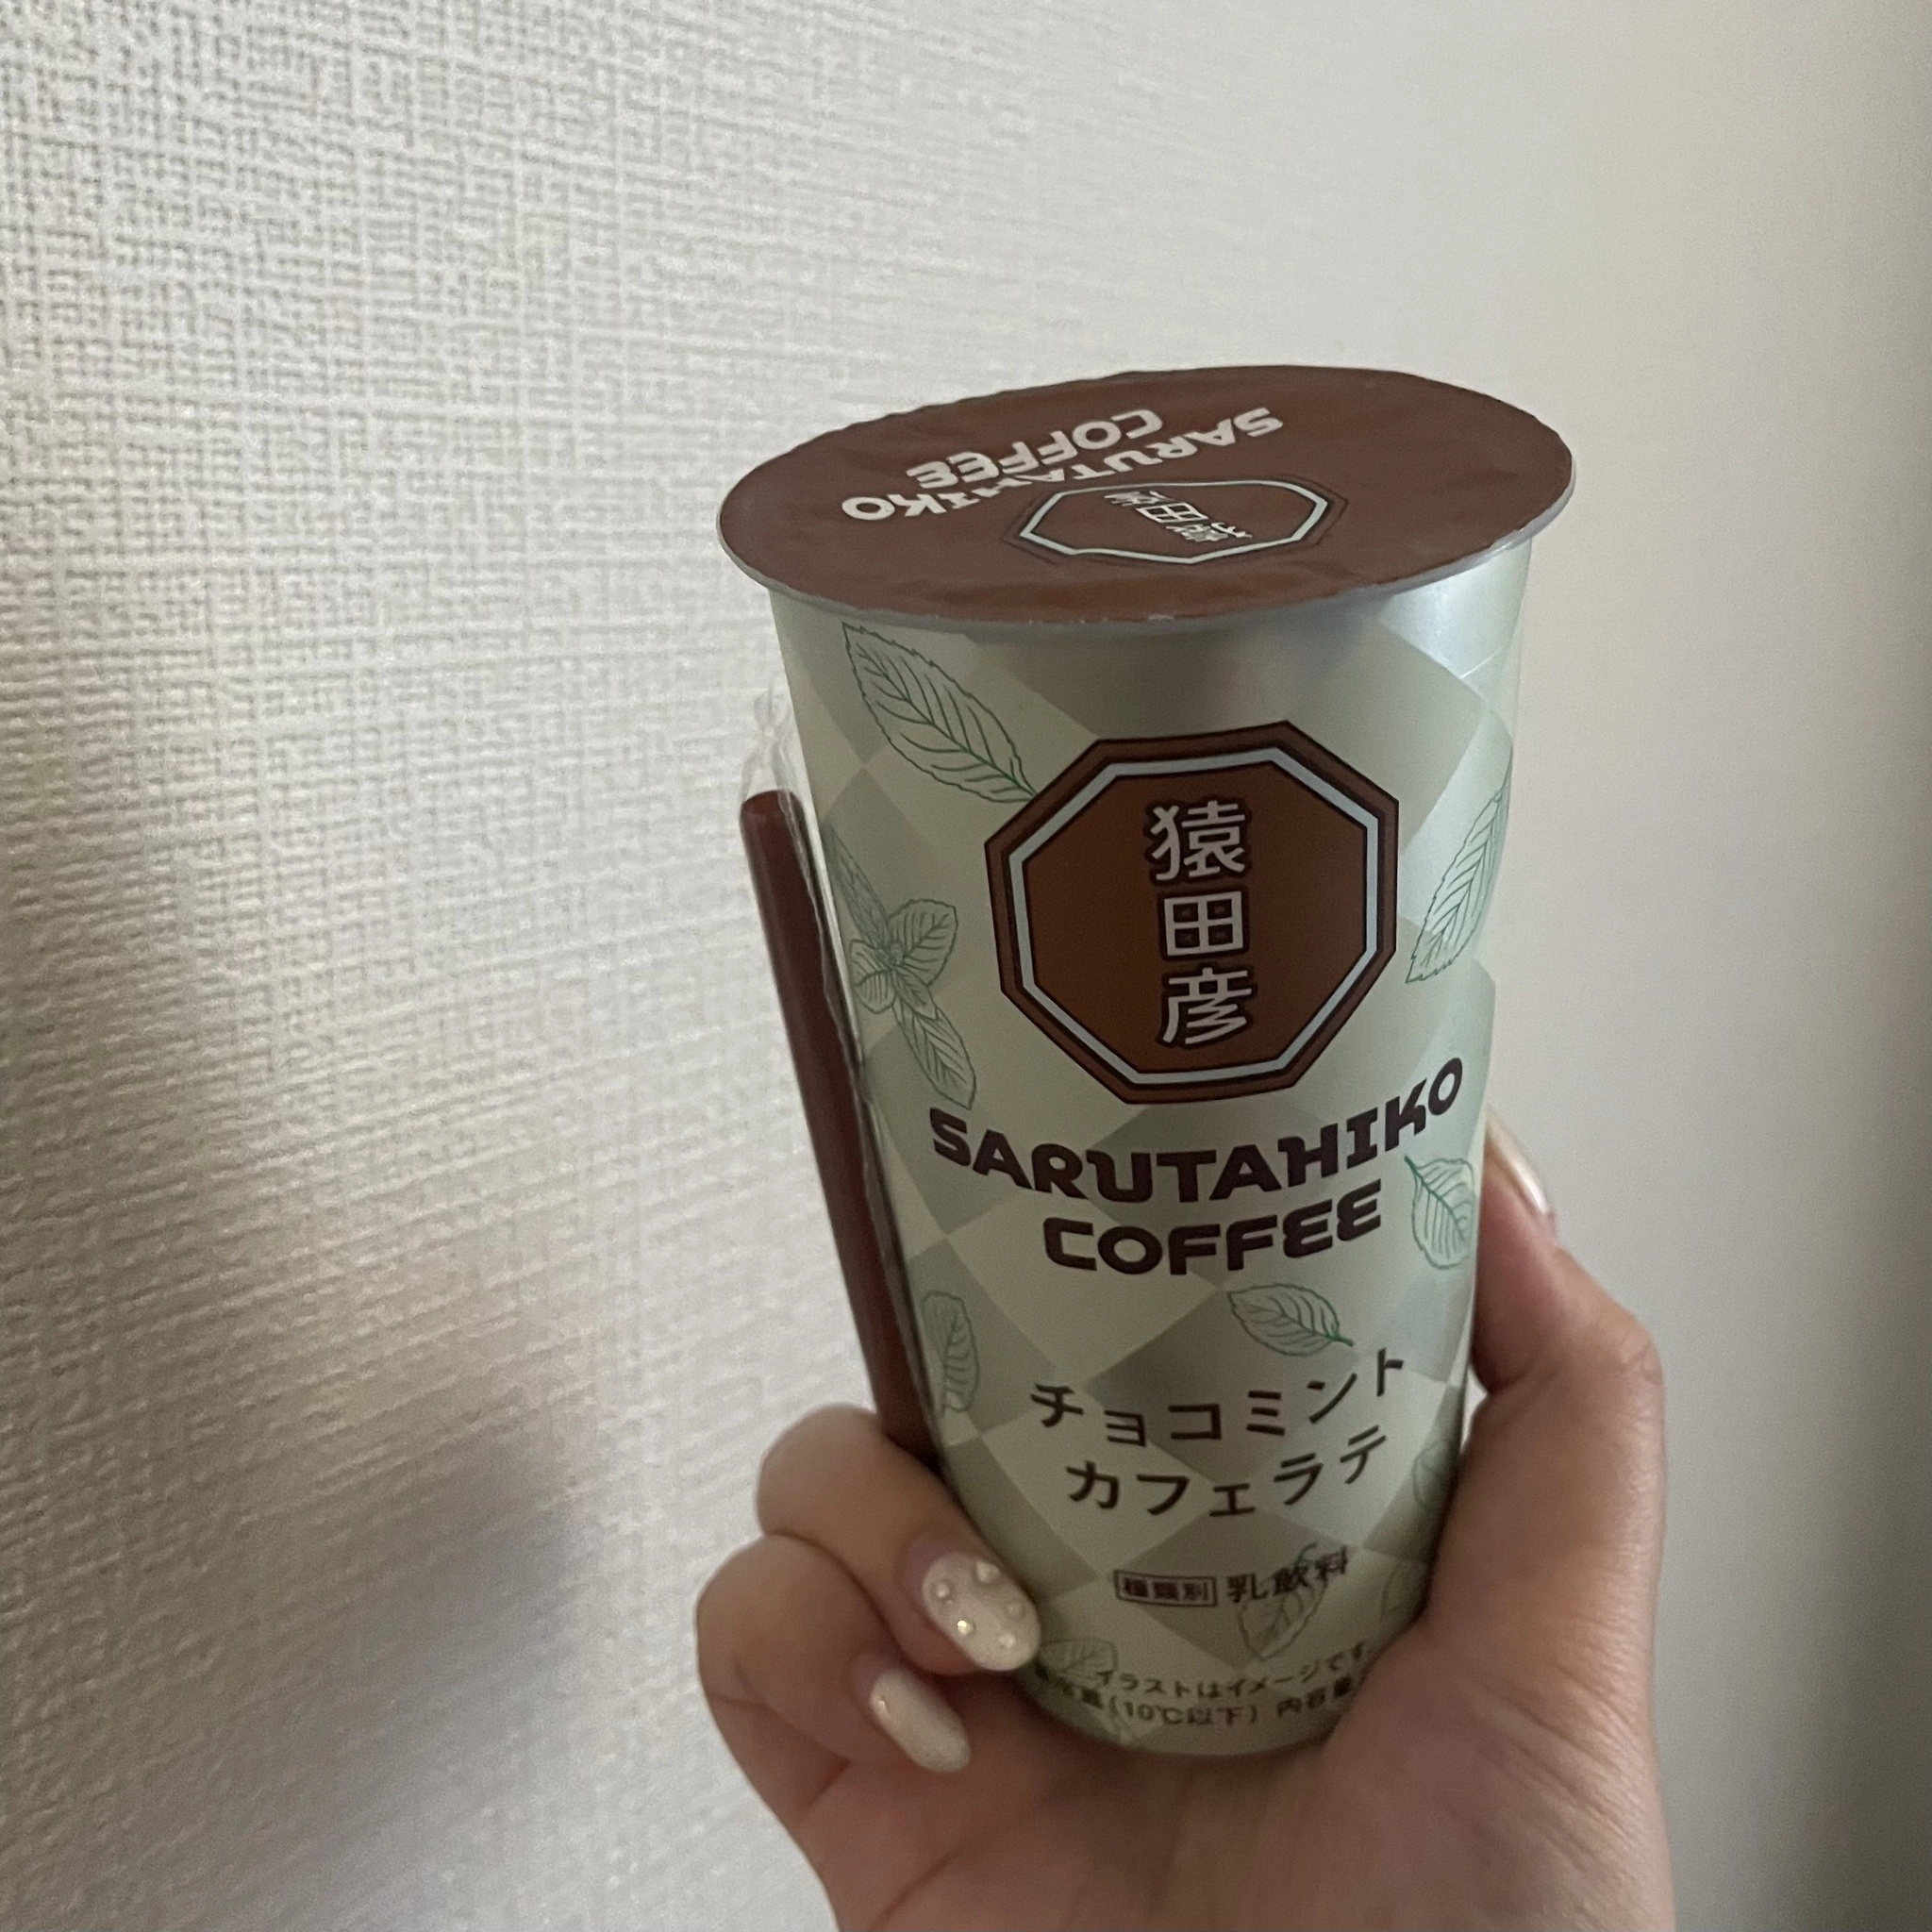 SARUTAHIKO
COFFEE
猿田彦
猿田彦
SARUTAHIKO
COFFEE
チョコミント
カフェラテ
種類別 乳飲料
イラストはイメージです。
(10℃以下) 内容量